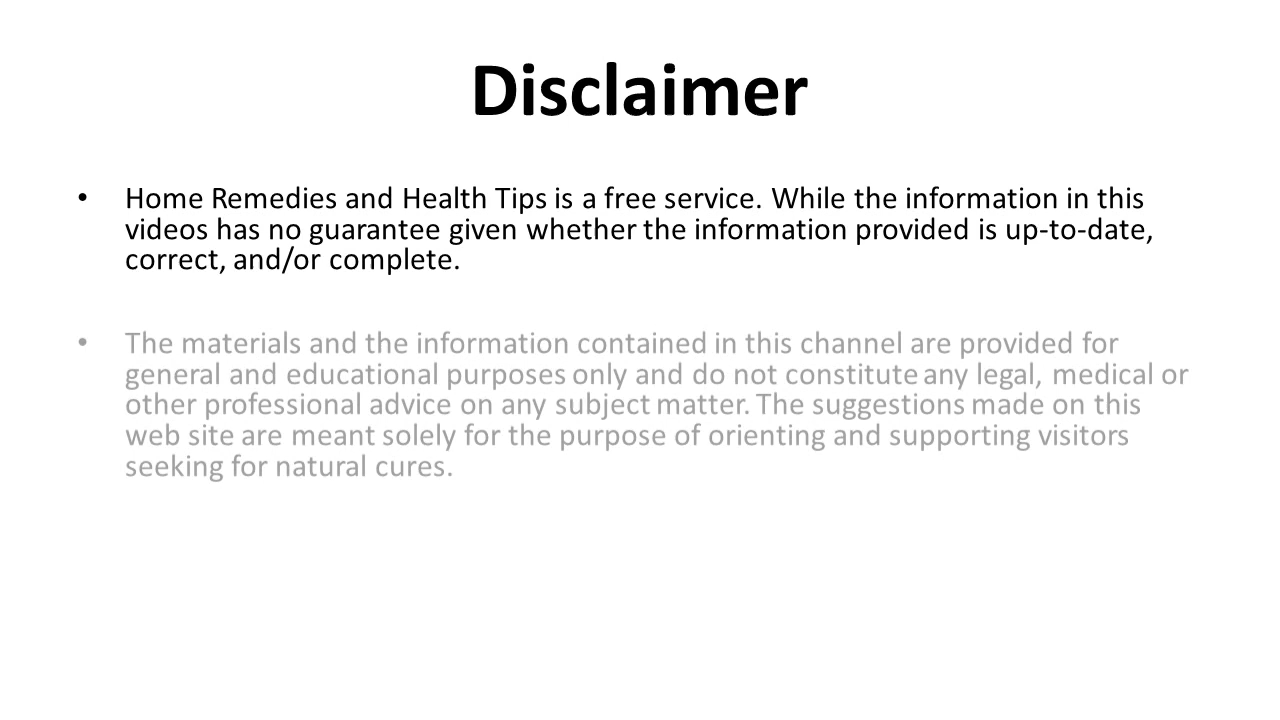 Disclaimer
• Home Remedies and Health Tips is a free service. While the information in this
videos has no guarantee given whether the information provided is up-to-date,
correct, and/or complete.
• The materials and the information contained in this channel are provided for
general and educational purposes only and do not constitute any legal, medical or
other professional advice on any subject matter. The suggestions made on this
web site are meant solely for the purpose of orienting and supporting visitors
seeking for natural cures.